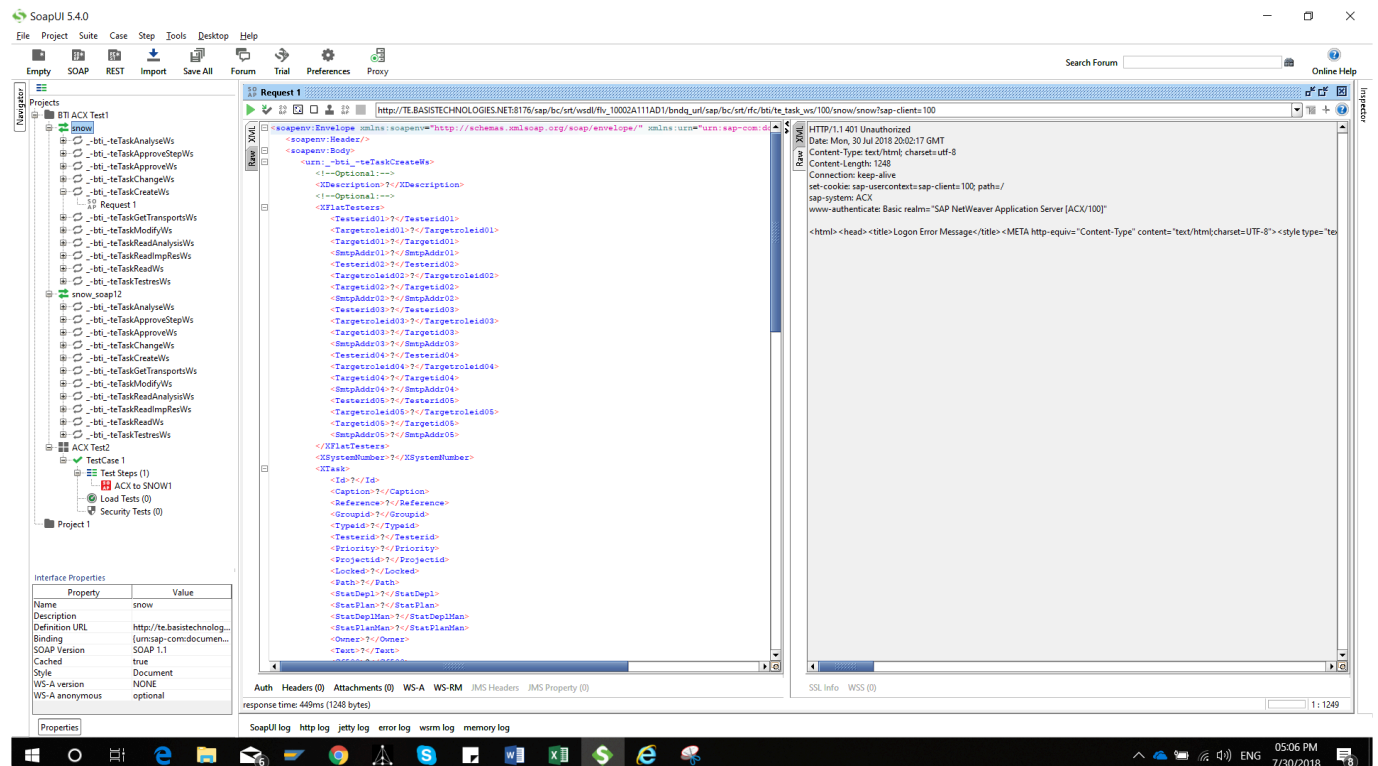 SoapUI 5.4.0
File Project Suite Case Step Tools Desktop Help
Empty SOAP REST Import Save All Forum Trial Preferences Proxy
Search Forum
Online Help
Navigator
Projects
BTI ACX Test1
snow
_-bti_-teTaskAnalyseWs
_-bti_-teTaskApproveStepWs
_-bti_-teTaskApproveWs
_-bti_-teTaskChangeWs
_-bti_-teTaskCreateWs
Request 1
_-bti_-teTaskGetTransportsWs
_-bti_-teTaskModifyWs
_-bti_-teTaskReadAnalysisWs
_-bti_-teTaskReadImpResWs
_-bti_-teTaskReadWs
_-bti_-teTaskTestresWs
snow_soap12
_-bti_-teTaskAnalyseWs
_-bti_-teTaskApproveStepWs
_-bti_-teTaskApproveWs
_-bti_-teTaskChangeWs
_-bti_-teTaskCreateWs
_-bti_-teTaskGetTransportsWs
_-bti_-teTaskModifyWs
_-bti_-teTaskReadAnalysisWs
_-bti_-teTaskReadImpResWs
_-bti_-teTaskReadWs
_-bti_-teTaskTestresWs
ACX Test2
TestCase 1
Test Steps (1)
ACX to SNOW1
Load Tests (0)
Security Tests (0)
Project 1
Interface Properties
Property Value
Name snow
Description
Definition URL http://te.basistechnolog...
Binding {urn:sap-com:documen...
SOAP Version SOAP 1.1
Cached true
Style Document
WS-A version NONE
WS-A anonymous optional
Properties
Request 1
http://TE.BASISTECHNOLOGIES.NET:8176/sap/bc/srt/wsdl/flv_10002A111AD1/bndq_url/sap/bc/srt/rfc/bti/te_task_ws/100/snow/snow?sap-client=100
XML
Raw
<soapenv:Envelope xmlns:soapenv="http://schemas.xmlsoap.org/soap/envelope/" xmlns:urn="urn:sap-com:do
<soapenv:Header/>
<soapenv:Body>
<urn:_-bti_-teTaskCreateWs>
<!--Optional:-->
<XDescription>?</XDescription>
<!--Optional:-->
<XFlatTesters>
<Testerid01>?</Testerid01>
<Targetroleid01>?</Targetroleid01>
<Targetid01>?</Targetid01>
<SmtpAddr01>?</SmtpAddr01>
<Testerid02>?</Testerid02>
<Targetroleid02>?</Targetroleid02>
<Targetid02>?</Targetid02>
<SmtpAddr02>?</SmtpAddr02>
<Testerid03>?</Testerid03>
<Targetroleid03>?</Targetroleid03>
<Targetid03>?</Targetid03>
<SmtpAddr03>?</SmtpAddr03>
<Testerid04>?</Testerid04>
<Targetroleid04>?</Targetroleid04>
<Targetid04>?</Targetid04>
<SmtpAddr04>?</SmtpAddr04>
<Testerid05>?</Testerid05>
<Targetroleid05>?</Targetroleid05>
<Targetid05>?</Targetid05>
<SmtpAddr05>?</SmtpAddr05>
</XFlatTesters>
<XSystemNumber>?</XSystemNumber>
<XTask>
<Id>?</Id>
<Caption>?</Caption>
<Reference>?</Reference>
<Groupid>?</Groupid>
<Typeid>?</Typeid>
<Testerid>?</Testerid>
<Priority>?</Priority>
<Projectid>?</Projectid>
<Locked>?</Locked>
<Path>?</Path>
<StatDepl>?</StatDepl>
<StatPlan>?</StatPlan>
<StatDeplMan>?</StatDeplMan>
<StatPlanMan>?</StatPlanMan>
<Owner>?</Owner>
<Text>?</Text>
Auth Headers (0) Attachments (0) WS-A WS-RM JMS Headers JMS Property (0)
XML
Raw
HTTP/1.1 401 Unauthorized
Date: Mon, 30 Jul 2018 20:02:17 GMT
Content-Type: text/html; charset=utf-8
Content-Length: 1248
Connection: keep-alive
set-cookie: sap-usercontext=sap-client=100; path=/
sap-system: ACX
www-authenticate: Basic realm="SAP NetWeaver Application Server [ACX/100]"
<html><head><title>Logon Error Message</title><META http-equiv="Content-Type" content="text/html;charset=UTF-8"><style type="tex
SSL Info WSS (0)
Inspector
response time: 449ms (1248 bytes)
1 : 1249
SoapUI log http log jetty log error log wsrm log memory log
6
ENG
05:06 PM
7/30/2018
8